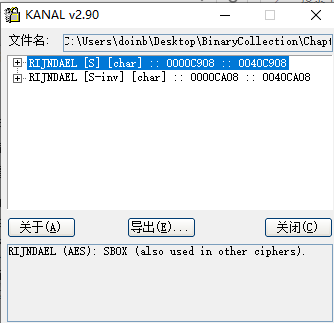 KANAL v2.90
文件名:
C:\Users\doinb\Desktop\BinaryCollection\Chapt
RIJNDAEL [S] [char] :: 0000C908 :: 0040C908
RIJNDAEL [S-inv] [char] :: 0000CA08 :: 0040CA08
关于(A)
导出(E)...
关闭(C)
RIJNDAEL (AES): SBOX (also used in other ciphers).